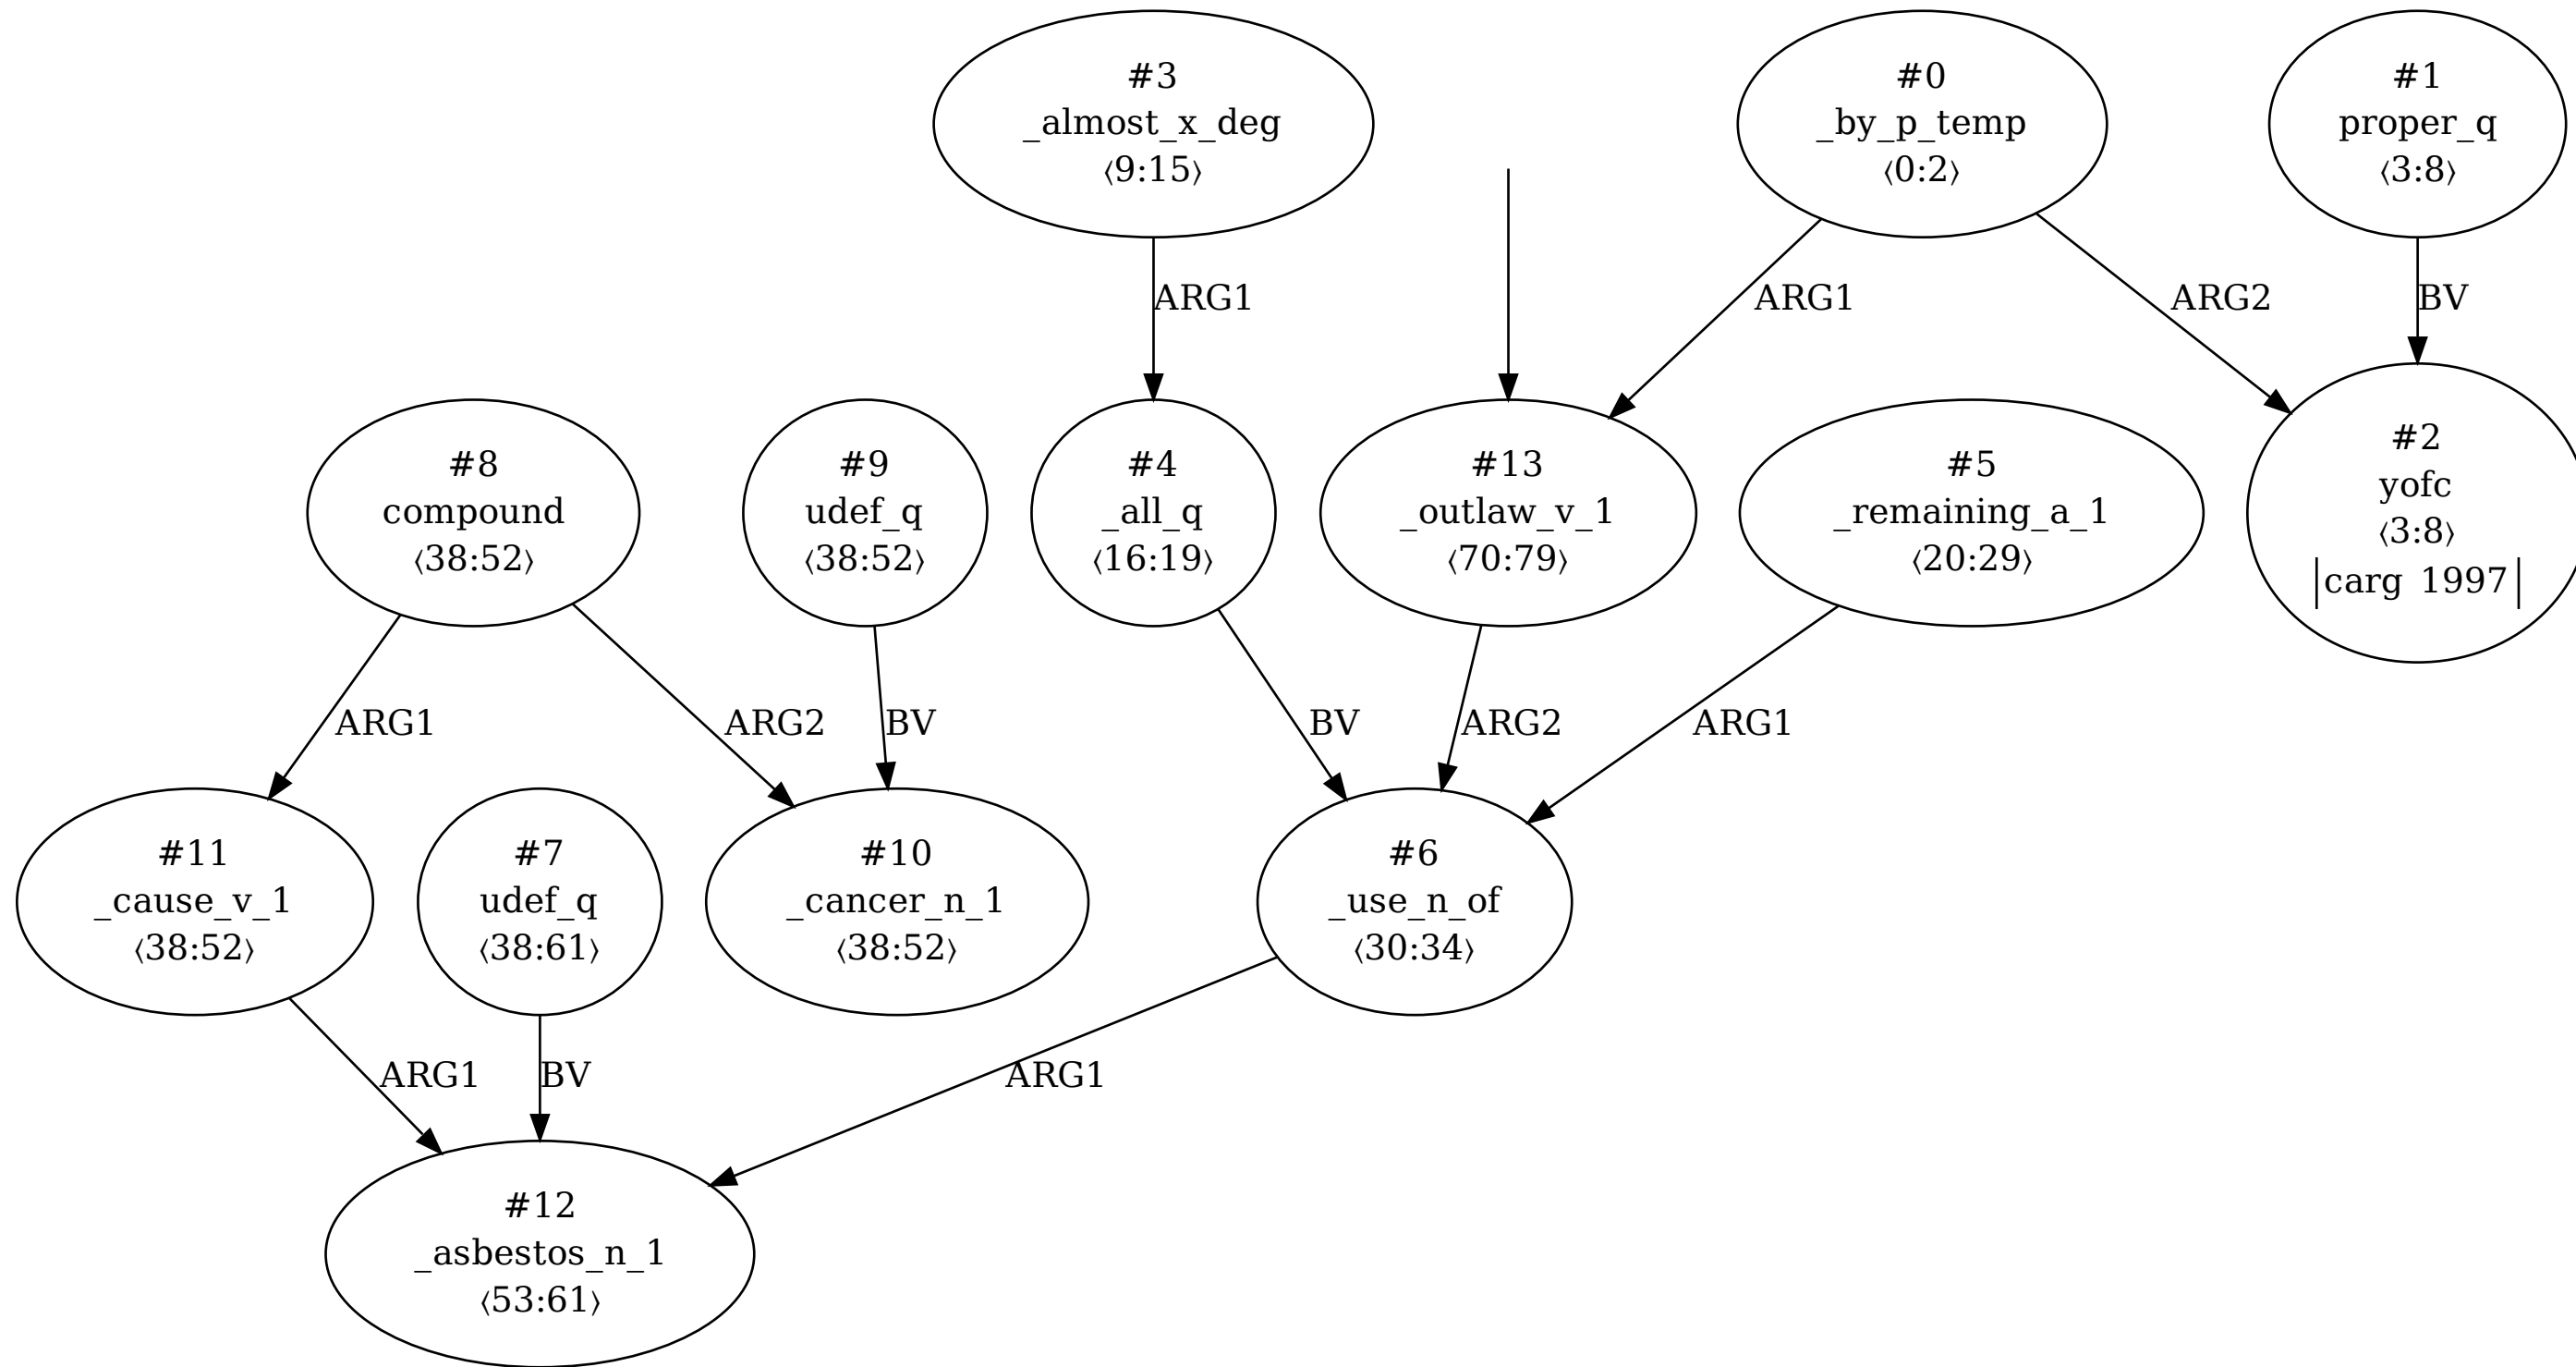 #3
_almost_x_deg
⟨9:15⟩
#0
_by_p_temp
⟨0:2⟩
#1
proper_q
⟨3:8⟩
ARG1
ARG1
ARG2
BV
#8
compound
⟨38:52⟩
#9
udef_q
⟨38:52⟩
#4
_all_q
⟨16:19⟩
#13
_outlaw_v_1
⟨70:79⟩
#5
_remaining_a_1
⟨20:29⟩
#2
yofc
⟨3:8⟩
|carg 1997|
ARG1
ARG2
BV
BV
ARG2
ARG1
#11
_cause_v_1
⟨38:52⟩
#7
udef_q
⟨38:61⟩
#10
_cancer_n_1
⟨38:52⟩
#6
_use_n_of
⟨30:34⟩
ARG1
BV
ARG1
#12
_asbestos_n_1
⟨53:61⟩